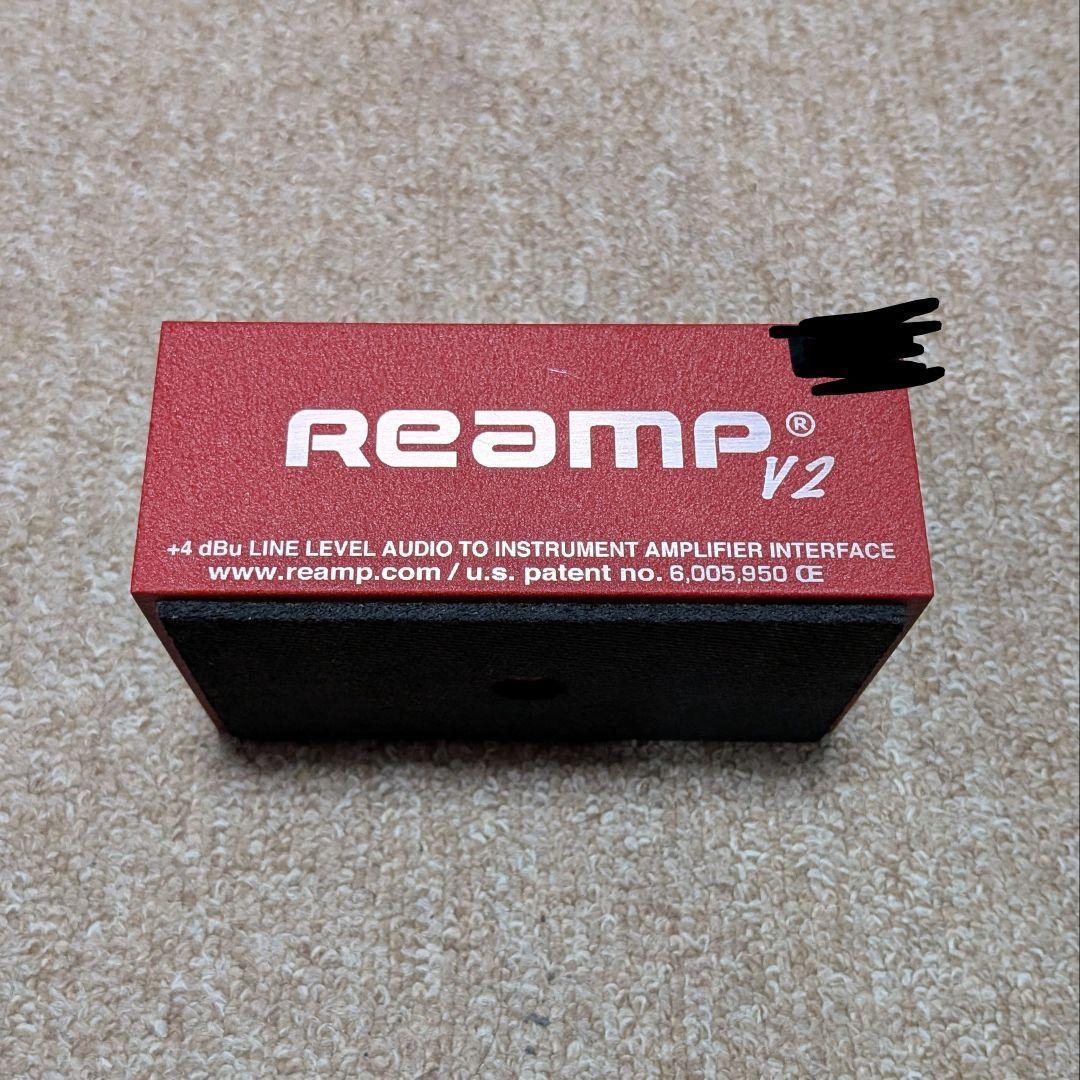 Reamp®
V2
+4 dBu LINE LEVEL AUDIO TO INSTRUMENT AMPLIFIER INTERFACE
www.reamp.com / u.s. patent no. 6,005,950 Œ